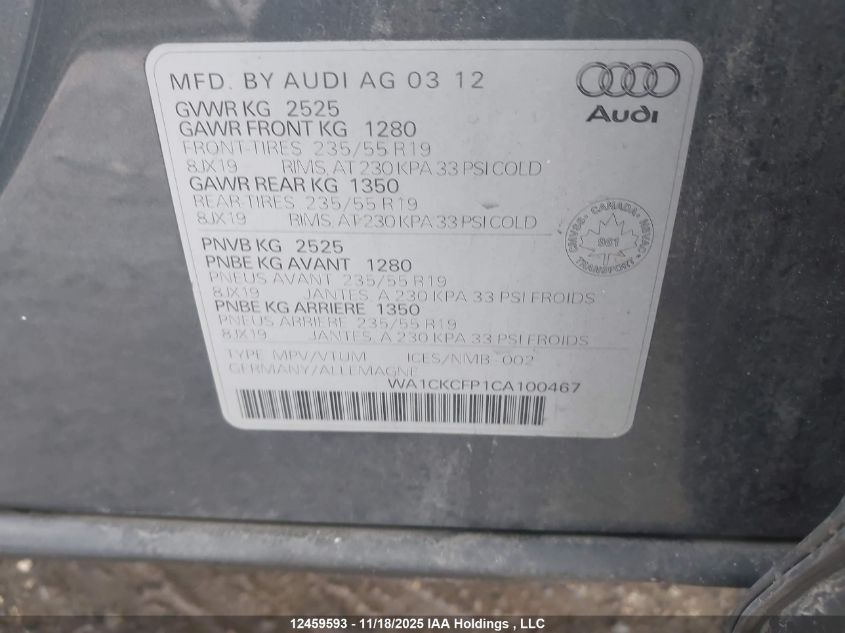 MFD. BY AUDI AG 03 12
Audi
GVWR KG 2525
GAWR FRONT KG 1280
FRONT-TIRES 235/55 R19
8JX19 RIMS, AT 230 KPA 33 PSI COLD
GAWR REAR KG 1350
REAR-TIRES 235/55 R19
8JX19 RIMS, AT 230 KPA 33 PSI COLD
CANADA
CMVSS - NSVAC
961
TRANSPORT
PNVB KG 2525
PNBE KG AVANT 1280
PNEUS AVANT 235/55 R19
8JX19 JANTES, A 230 KPA 33 PSI FROIDS
PNBE KG ARRIERE 1350
PNEUS ARRIERE 235/55 R19
8JX19 JANTES, A 230 KPA 33 PSI FROIDS
TYPE MPV/VTUM ICES/NMB-002
GERMANY/ALLEMAGNE
WA1CKCFP1CA100467
12459593 - 11/18/2025 IAA Holdings , LLC